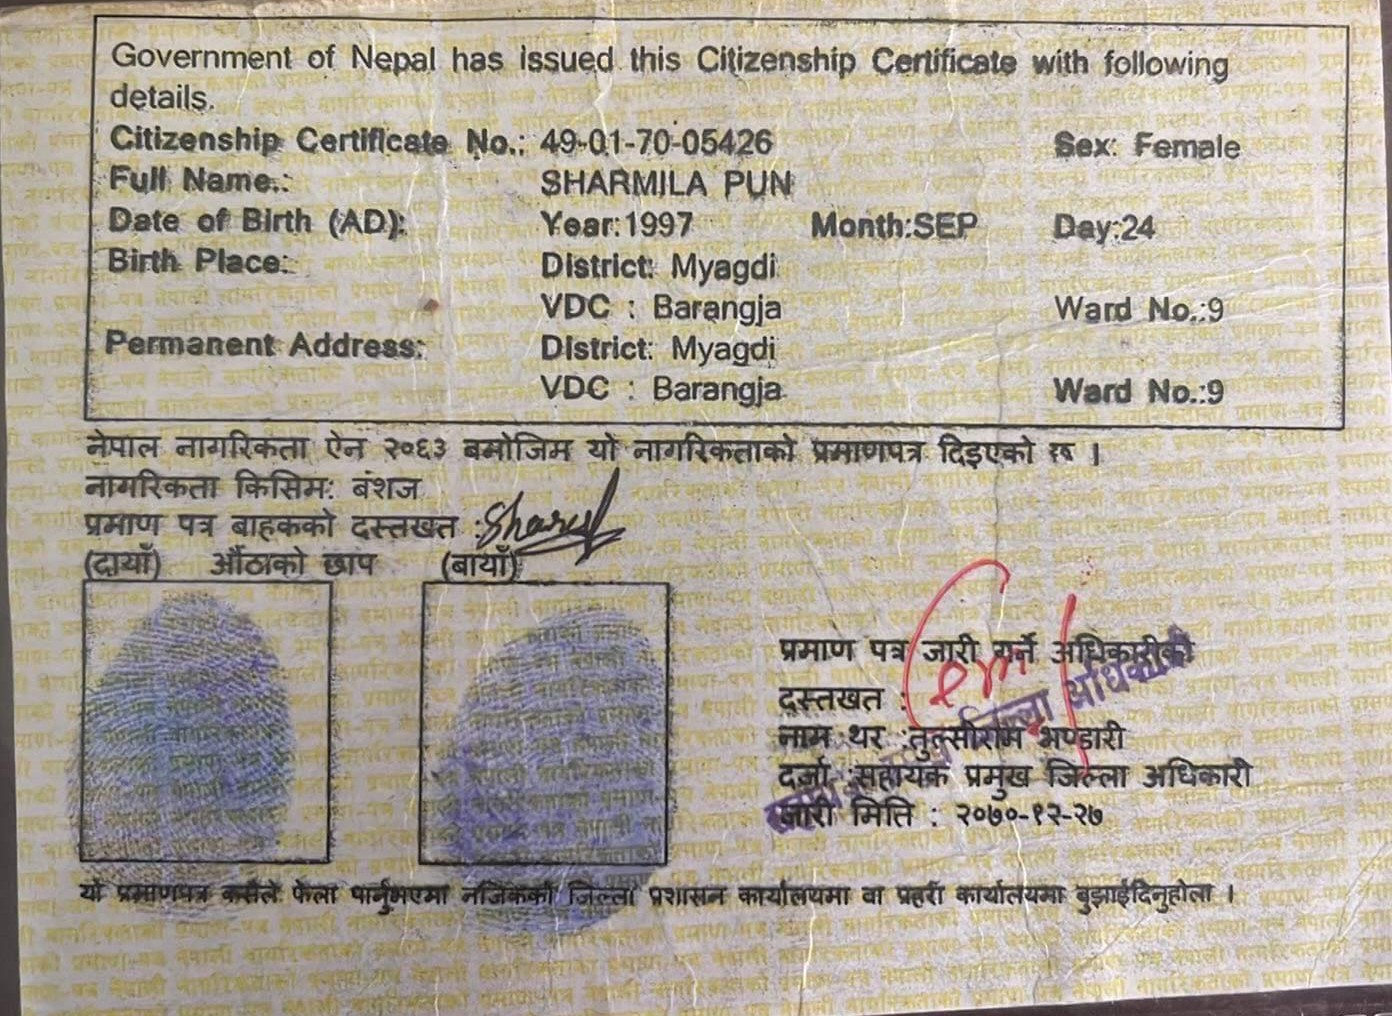 Government of Nepal has issued this Citizenship Certificate with following
details.
Citizenship Certificate No.: 49-01-70-05426 Sex: Female
Full Name.: SHARMILA PUN
Date of Birth (AD): Year:1997 Month:SEP Day:24
Birth Place: District: Myagdi
VDC : Barangja Ward No.:9
Permanent Address: District: Myagdi
VDC : Barangja Ward No.:9
नेपाल नागरिकता ऐन २०६३ बमोजिम यो नागरिकताको प्रमाणपत्र दिइएको छ ।
नागरिकता किसिम: बंशज
प्रमाण पत्र बाहकको दस्तखत :
(दायाँ) औंठाको छाप (बायाँ)
प्रमाण पत्र जारी गर्ने अधिकारीको
दस्तखत :
नाम थर :तुल्सीराम भण्डारी
दर्जा :सहायक प्रमुख जिल्ला अधिकारी
जारी मिति : २०७०-१२-२७
यो प्रमाणपत्र कसैले फेला पार्नुभएमा नजिकको जिल्ला प्रशासन कार्यालयमा वा प्रहरी कार्यालयमा बुझाईदिनुहोला ।